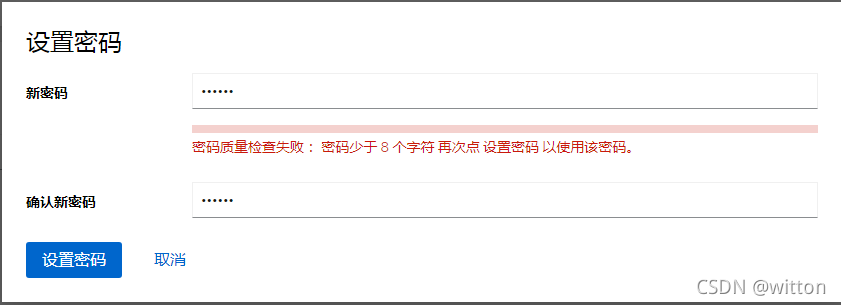 设置密码
新密码
••••••
密码质量检查失败： 密码少于 8 个字符 再次点 设置密码 以使用该密码。
确认新密码
••••••
设置密码 取消
CSDN @witton